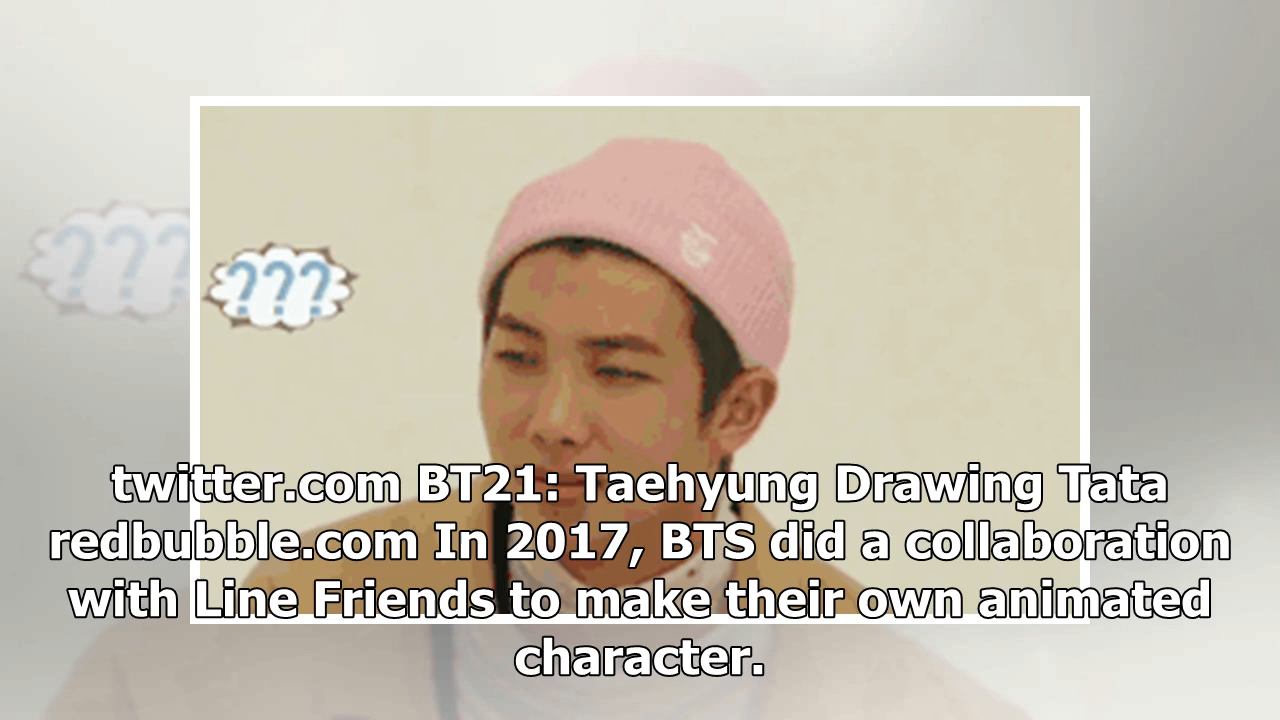 ???
???
twitter.com BT21: Taehyung Drawing Tata
redbubble.com In 2017, BTS did a collaboration
with Line Friends to make their own animated
character.